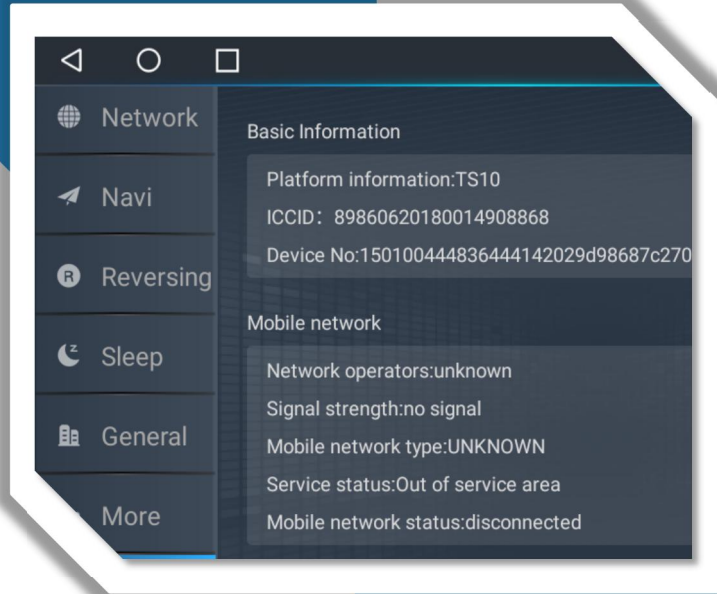 Network
Navi
Reversing
Sleep
General
More
Basic Information
Platform information:TS10
ICCID: 89860620180014908868
Device No:150100444836444142029d98687c270
Mobile network
Network operators:unknown
Signal strength:no signal
Mobile network type:UNKNOWN
Service status:Out of service area
Mobile network status:disconnected